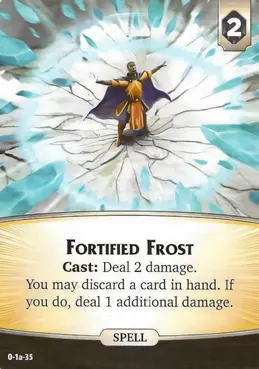 2
Fortified Frost
Cast: Deal 2 damage.
You may discard a card in hand. If
you do, deal 1 additional damage.
SPELL
0-1a-35